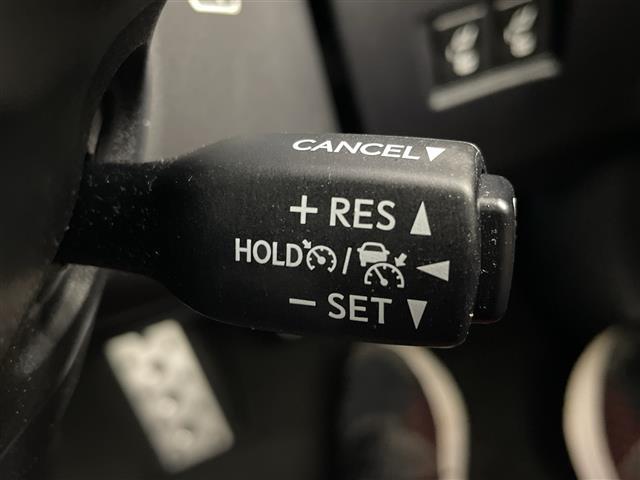 CANCEL▼
+ RES ▲
HOLD / ◀
− SET ▼